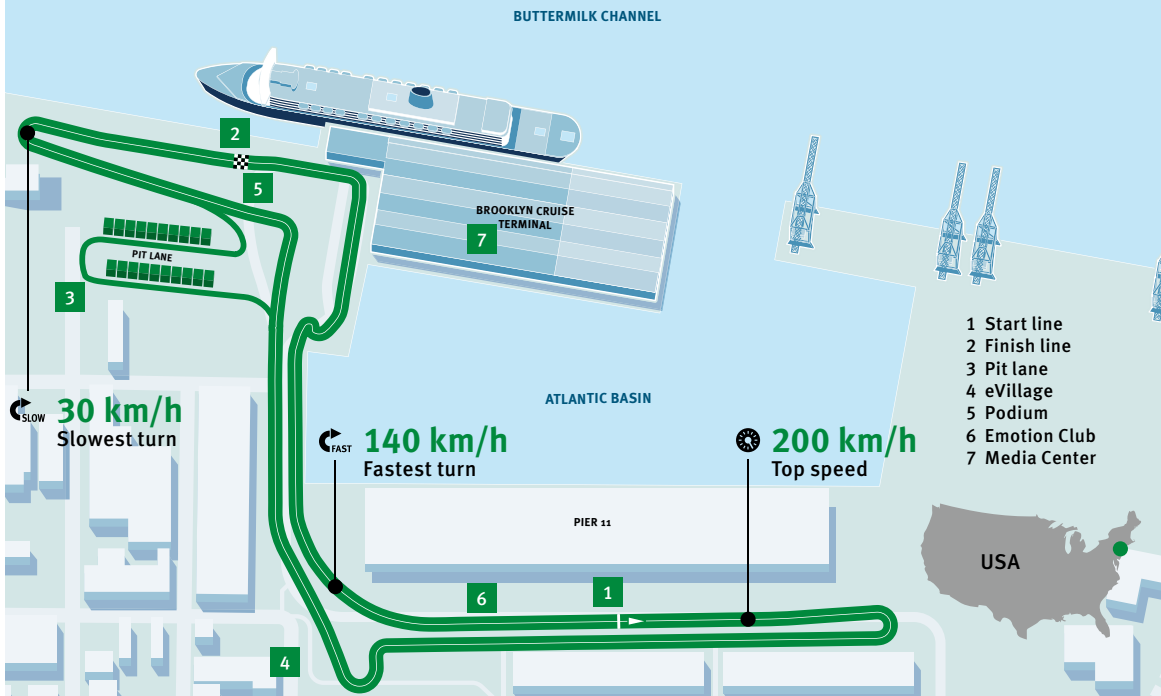 BUTTERMILK CHANNEL
2
5
BROOKLYN CRUISE
TERMINAL
7
PIT LANE
3
1 Start line
2 Finish line
3 Pit lane
4 eVillage
5 Podium
6 Emotion Club
7 Media Center
ATLANTIC BASIN
SLOW
30 km/h
Slowest turn
FAST
140 km/h
Fastest turn
200 km/h
Top speed
PIER 11
USA
6
1
4